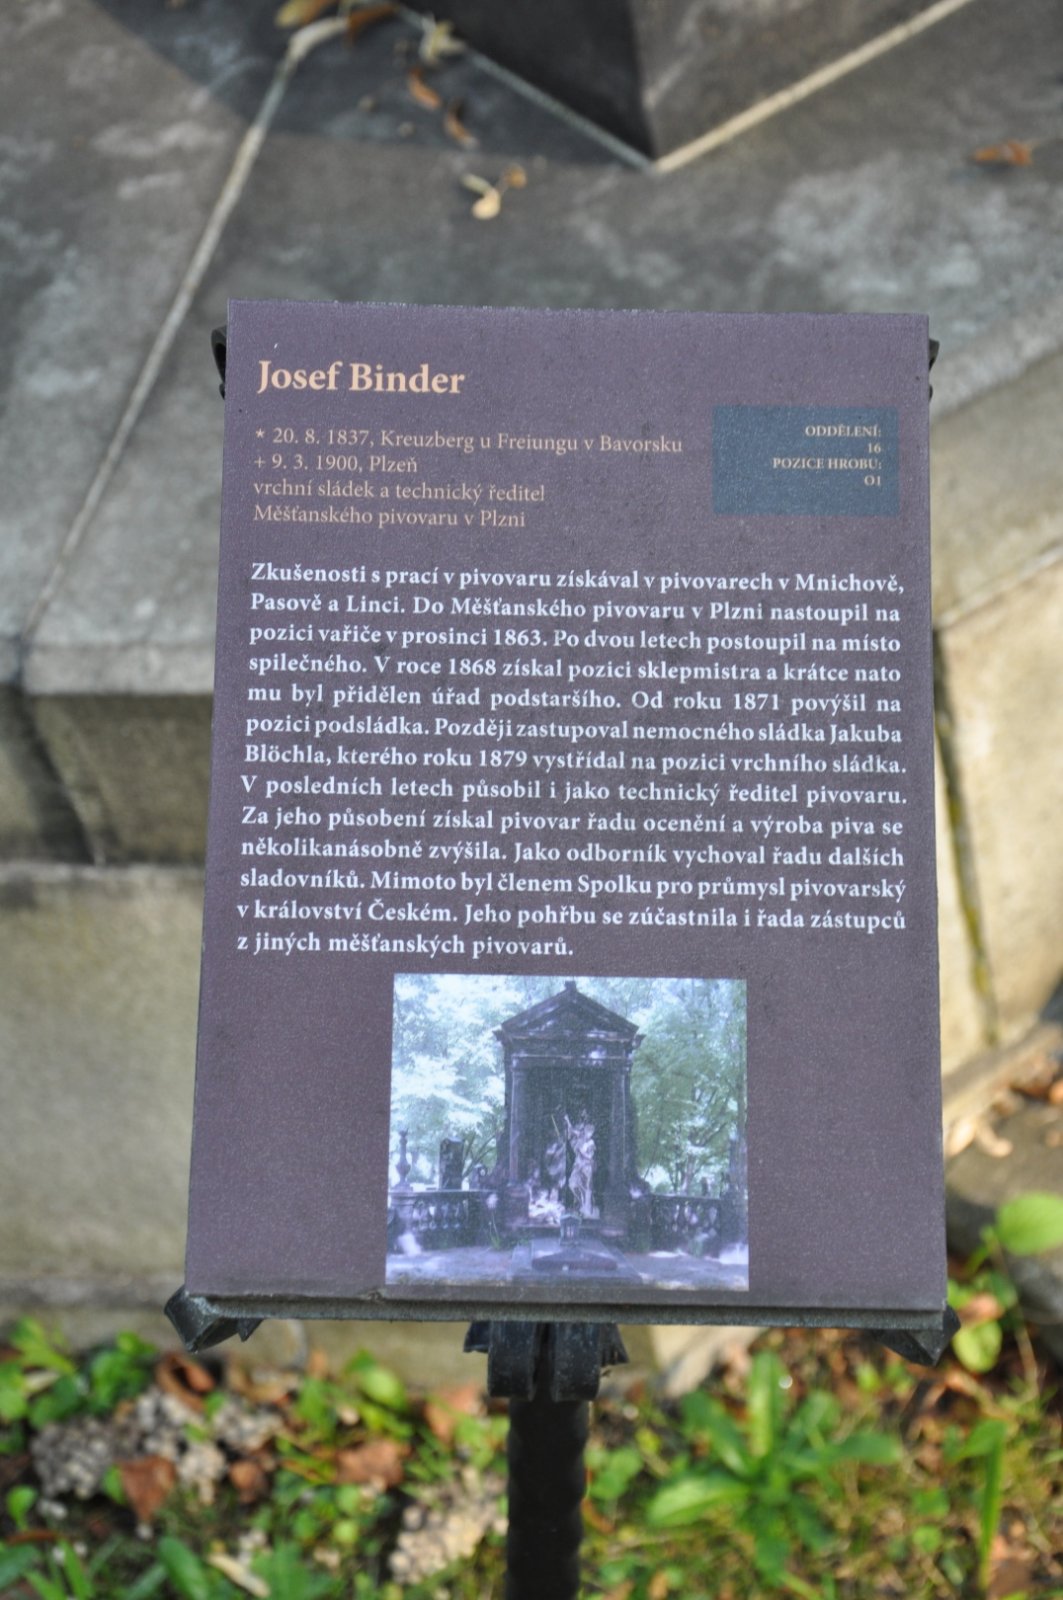 Josef Binder
* 20. 8. 1837, Kreuzberg u Freiungu v Bavorsku
+ 9. 3. 1900, Plzeň
vrchní sládek a technický ředitel
Měšťanského pivovaru v Plzni
ODDĚLENÍ:
16
POZICE HROBU:
O1
Zkušenosti s prací v pivovaru získával v pivovarech v Mnichově,
Pasově a Linci. Do Měšťanského pivovaru v Plzni nastoupil na
pozici vařiče v prosinci 1863. Po dvou letech postoupil na místo
spilečného. V roce 1868 získal pozici sklepmistra a krátce nato
mu byl přidělen úřad podstaršího. Od roku 1871 povýšil na
pozici podsládka. Později zastupoval nemocného sládka Jakuba
Blöchla, kterého roku 1879 vystřídal na pozici vrchního sládka.
V posledních letech působil i jako technický ředitel pivovaru.
Za jeho působení získal pivovar řadu ocenění a výroba piva se
několikanásobně zvýšila. Jako odborník vychoval řadu dalších
sladovníků. Mimoto byl členem Spolku pro průmysl pivovarský
v království Českém. Jeho pohřbu se zúčastnila i řada zástupců
z jiných měšťanských pivovarů.